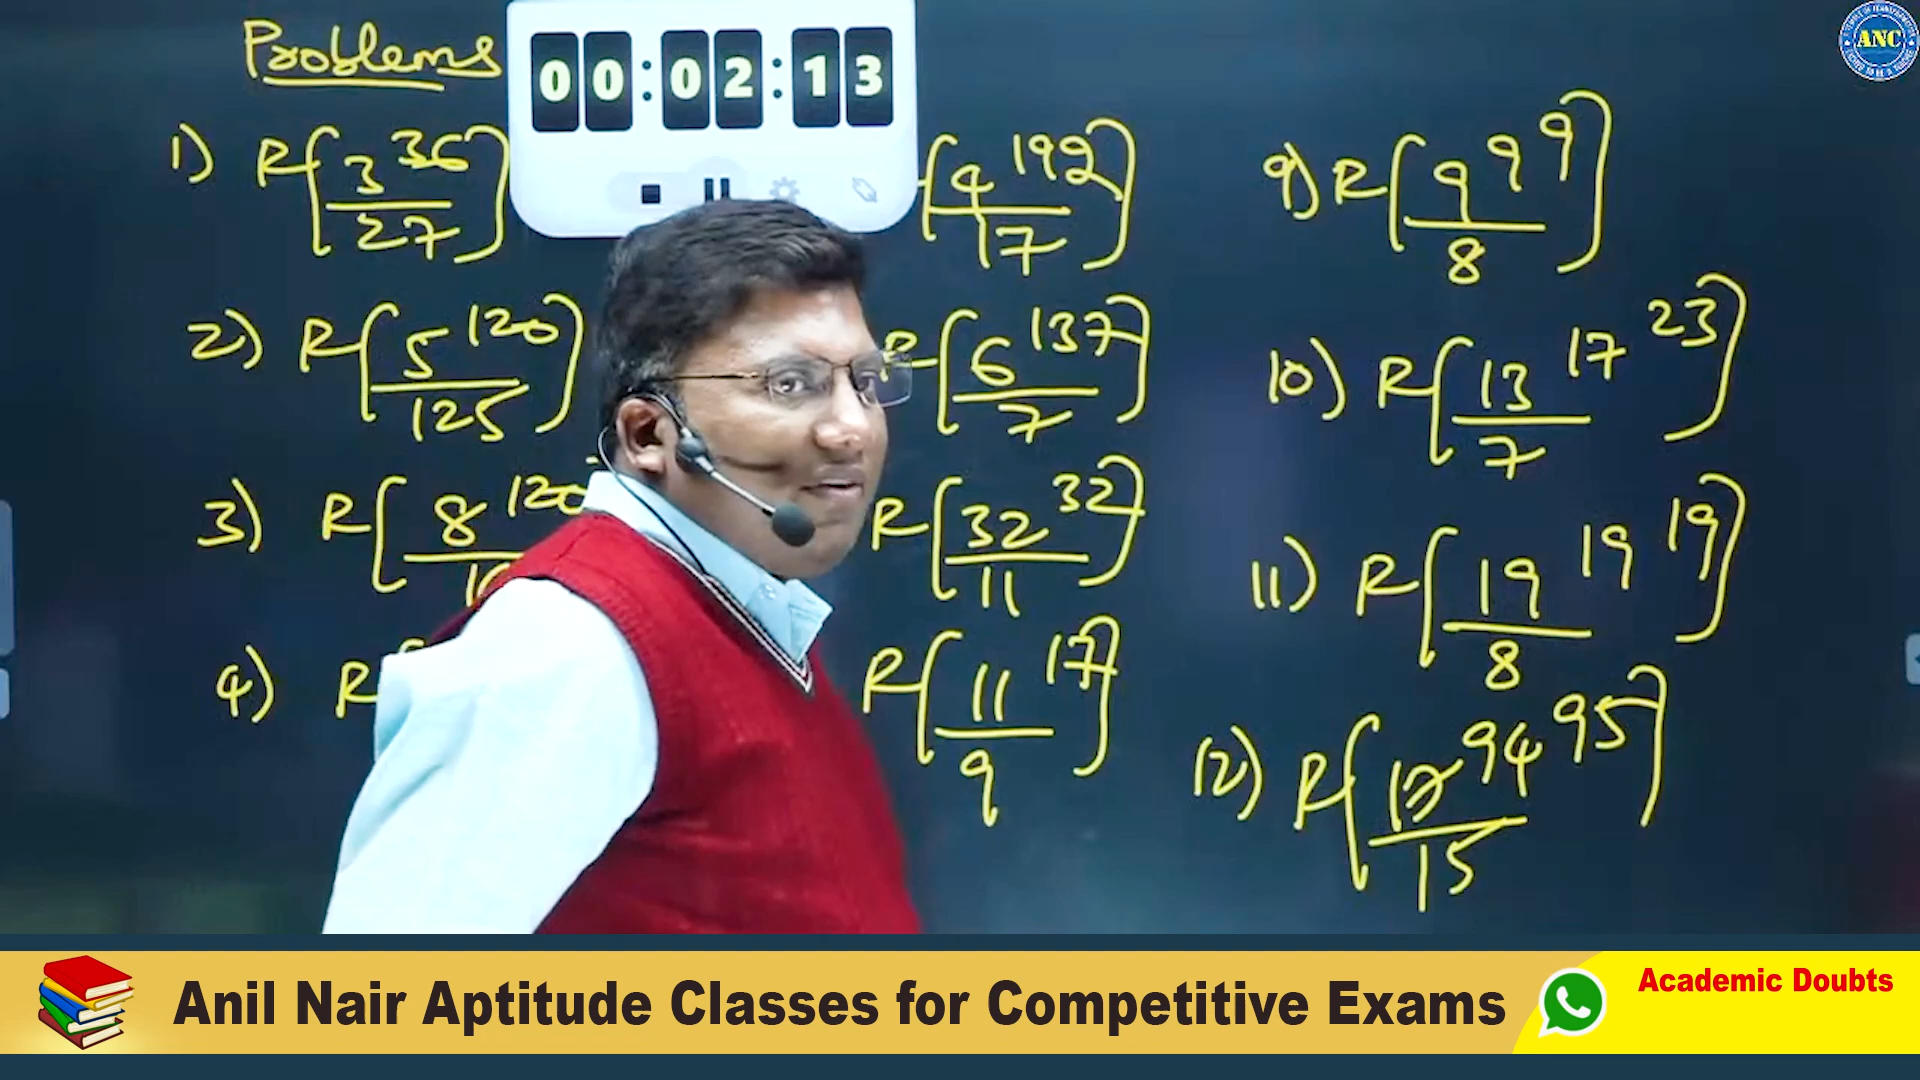 Problems
00:02:13
ANC
1) R[3^36/27]
2) R[5^120/125]
3) R[8^120
4) R[
[4^192/17]
R[6^137/7]
R[32^32/11]
R[11^17/9]
9) R[9^9^9/8]
10) R[13^17^23/7]
11) R[19^19^19/8]
12) R[17^94^95/15]
Anil Nair Aptitude Classes for Competitive Exams
Academic Doubts